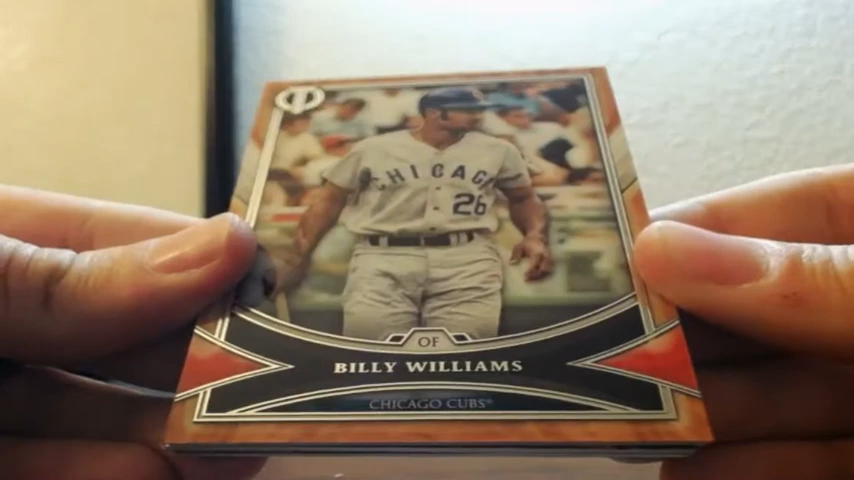 CHICAGO
26
OF
BILLY WILLIAMS
CHICAGO CUBS®